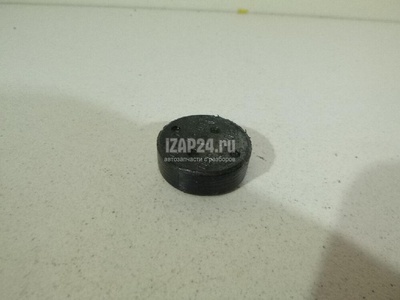 IZAP24.ru
автозапчасти с разборов